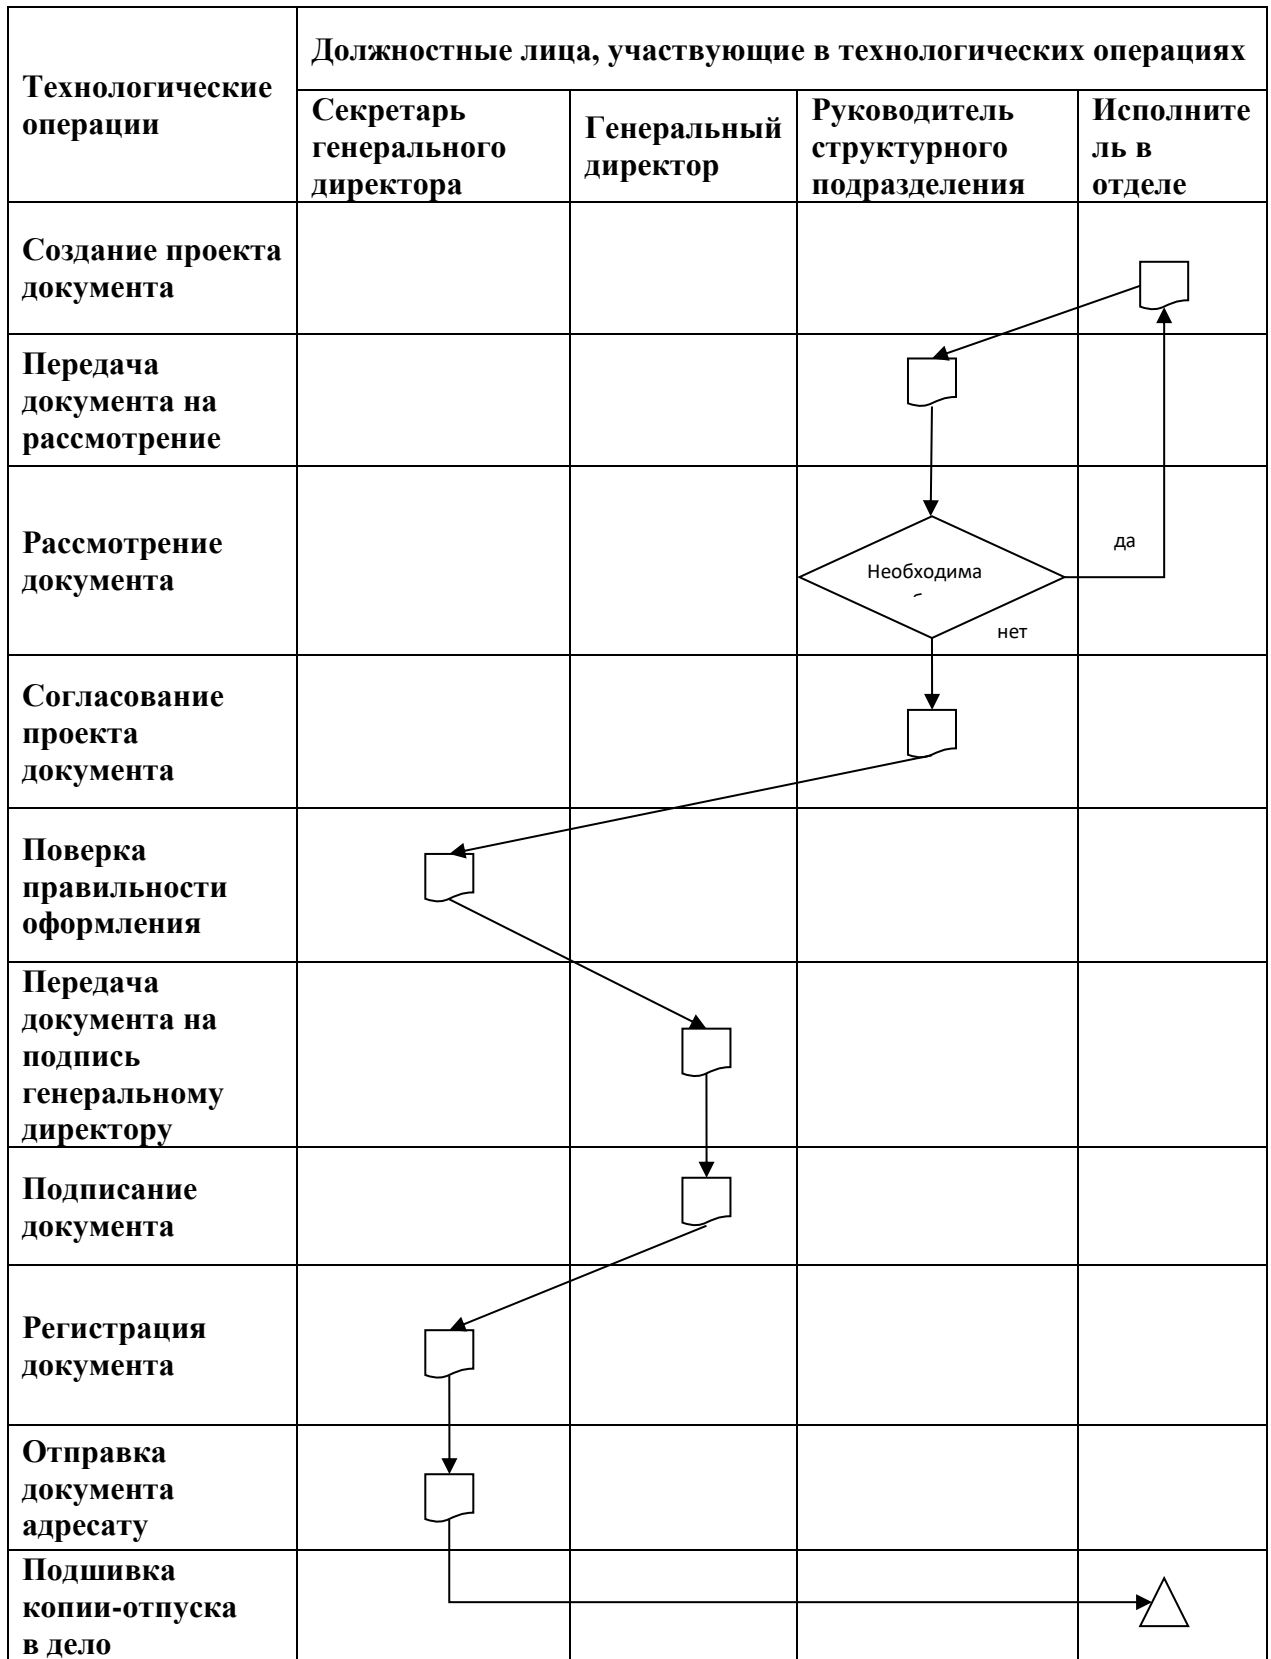 Должностные лица, участвующие в технологических операциях
Технологические
операции
Секретарь
генерального
директора
Генеральный
директор
Руководитель
структурного
подразделения
Исполните
ль в
отделе
Создание проекта
документа
Передача
документа на
рассмотрение
Рассмотрение
документа
Необходима
да
нет
Согласование
проекта
документа
Поверка
правильности
оформления
Передача
документа на
подпись
генеральному
директору
Подписание
документа
Регистрация
документа
Отправка
документа
адресату
Подшивка
копии-отпуска
в дело